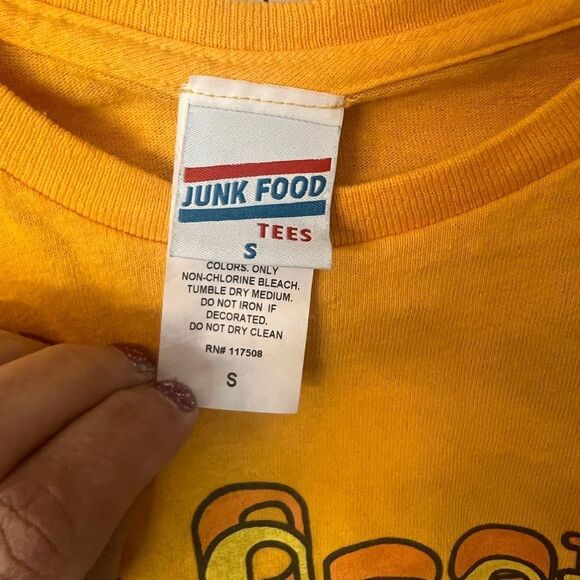 JUNK FOOD
TEES
S
COLORS. ONLY
NON-CHLORINE BLEACH.
TUMBLE DRY MEDIUM.
DO NOT IRON IF
DECORATED.
DO NOT DRY CLEAN
RN# 117508
S